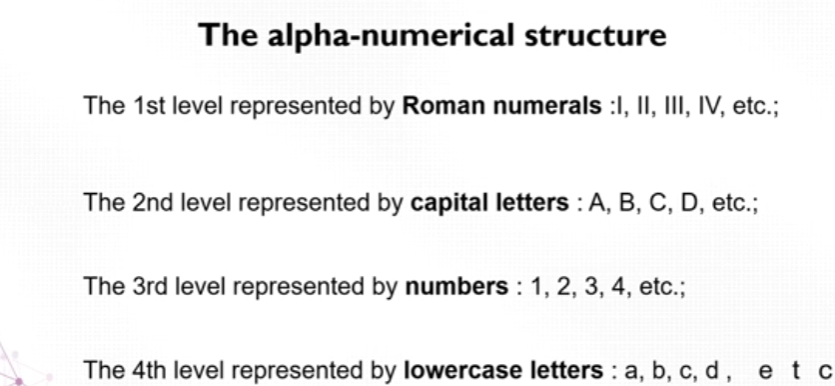 The alpha-numerical structure
The 1st level represented by Roman numerals :I, II, III, IV, etc.;
The 2nd level represented by capital letters : A, B, C, D, etc.;
The 3rd level represented by numbers : 1, 2, 3, 4, etc.;
The 4th level represented by lowercase letters : a, b, c, d , e t c